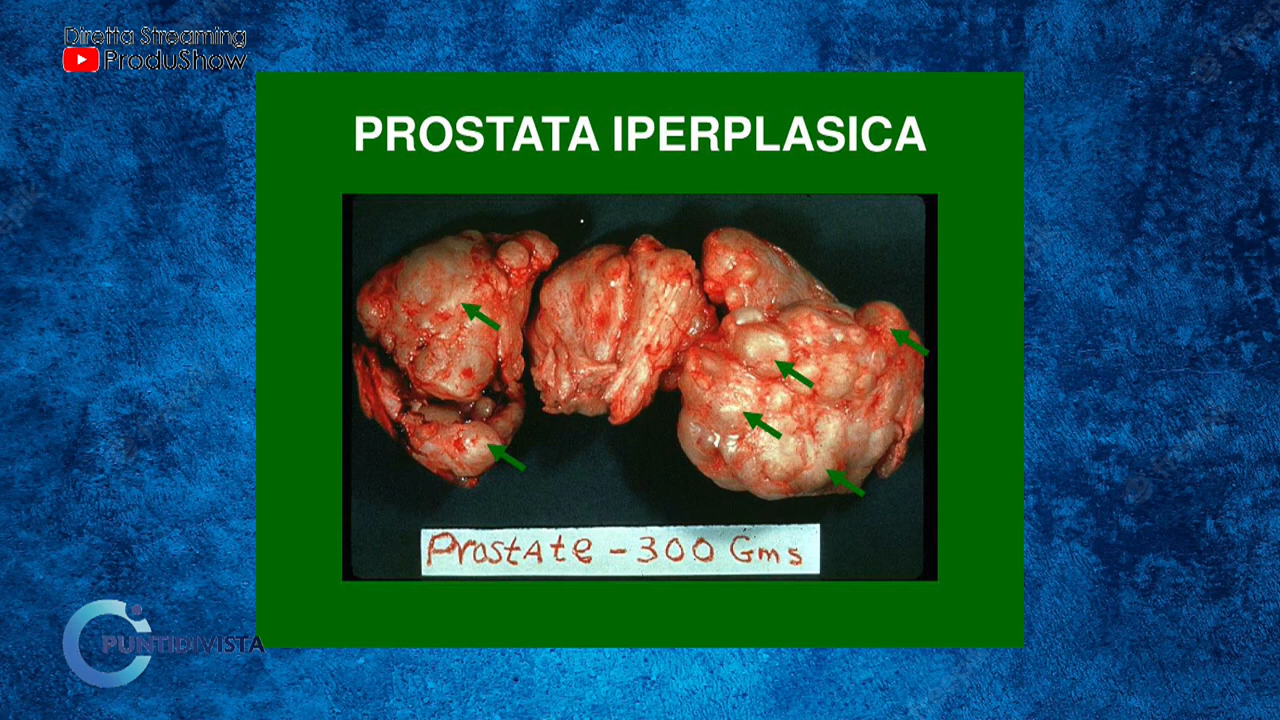 Diretta Streaming
ProduShow
PROSTATA IPERPLASICA
Prostate - 300 Gms
PUNTIDIVISTA